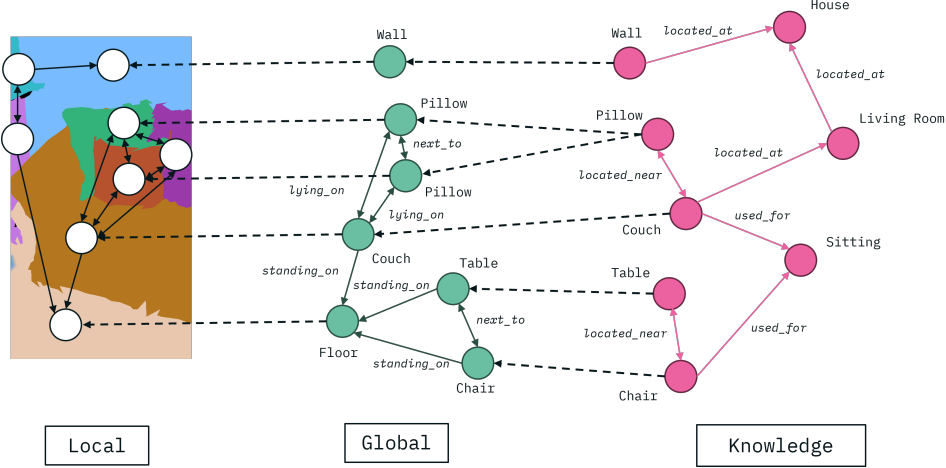 House
Wall
Wall
located_at
located_at
Pillow
Pillow
Living Room
next_to
located_at
located_near
lying_on
Pillow
lying_on
used_for
Couch
Sitting
Couch
standing_on
Table
Table
standing_on
next_to
located_near
used_for
Floor
standing_on
Chair
Chair
Local
Global
Knowledge